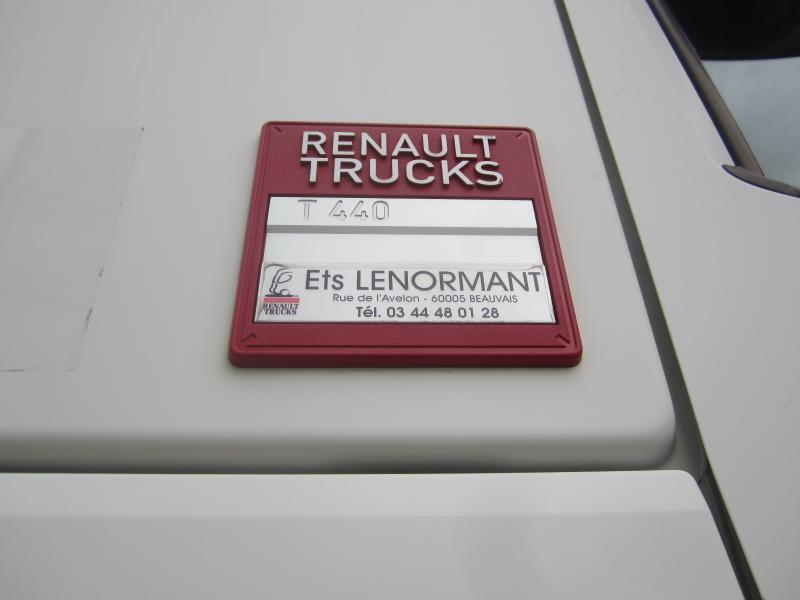 RENAULT
TRUCKS
T 440
Ets LENORMANT
Rue de l'Avelon - 60005 BEAUVAIS
Tél. 03 44 48 01 28
RENAULT
TRUCKS